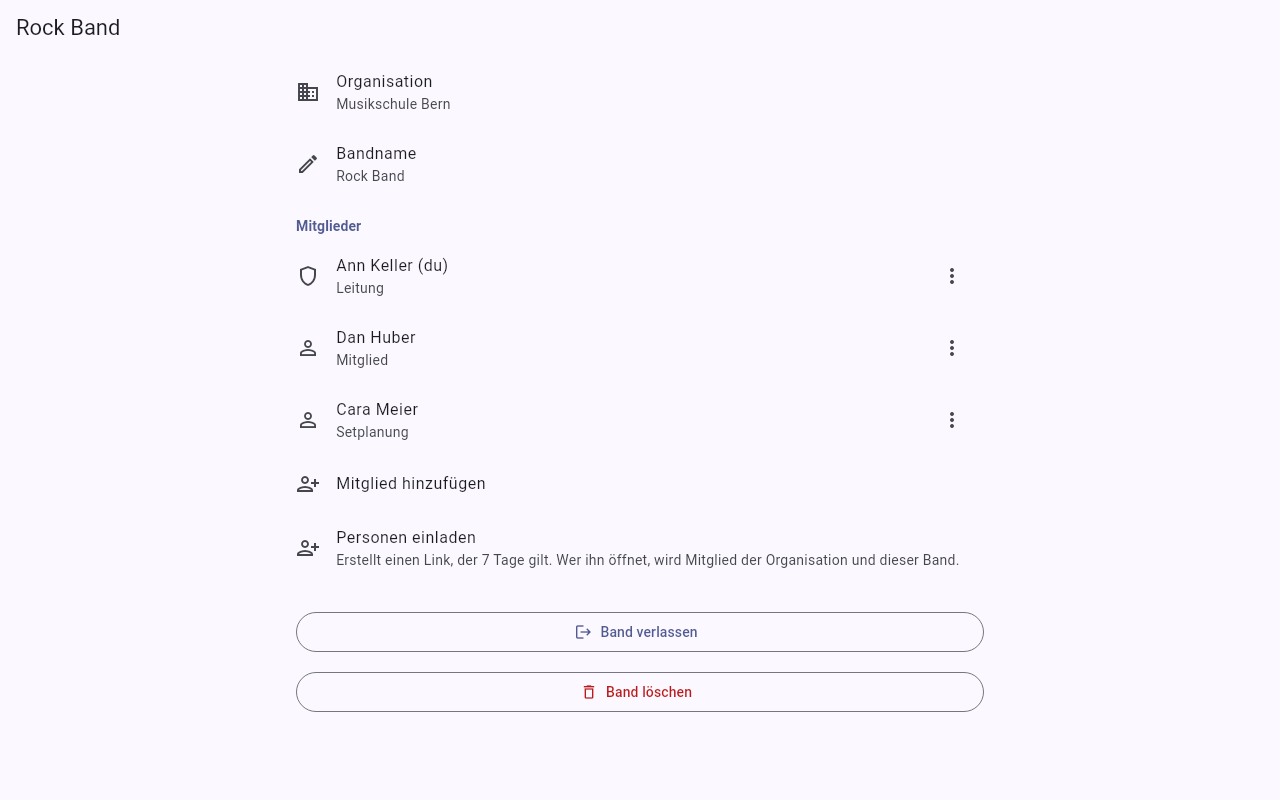 Rock Band
Organisation
Musikschule Bern
Bandname
Rock Band
Mitglieder
Ann Keller (du)
Leitung
Dan Huber
Mitglied
Cara Meier
Setplanung
Mitglied hinzufügen
Personen einladen
Erstellt einen Link, der 7 Tage gilt. Wer ihn öffnet, wird Mitglied der Organisation und dieser Band.
Band verlassen
Band löschen